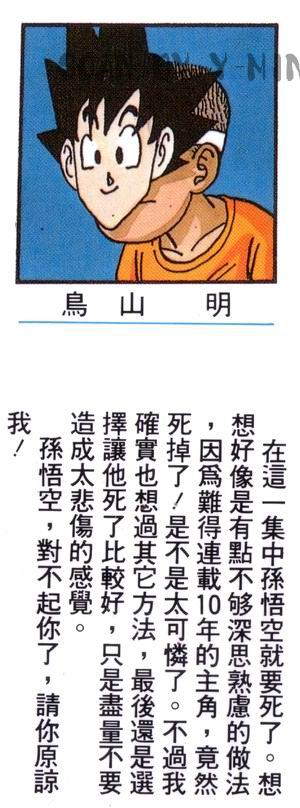 鳥山　明
在這一集中孫悟空就要死了。想
想好像是有點不够深思熟慮的做法
，因爲難得連載10年的主角，竟然
死掉了！是不是太可憐了。不過我
確實也想過其它方法，最後還是選
擇讓他死了比較好，只是盡量不要
造成太悲傷的感覺。
孫悟空，對不起你了，請你原諒
我！